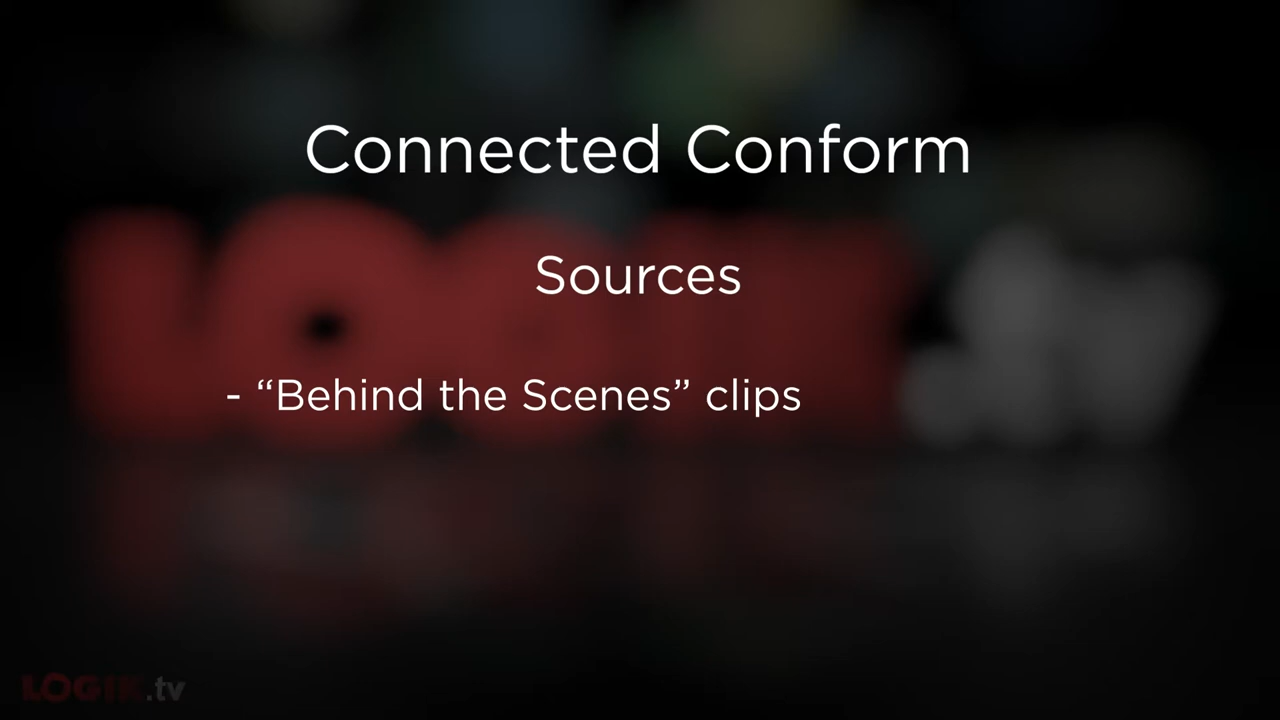 Connected Conform
Sources
- “Behind the Scenes” clips
LOGIK.tv